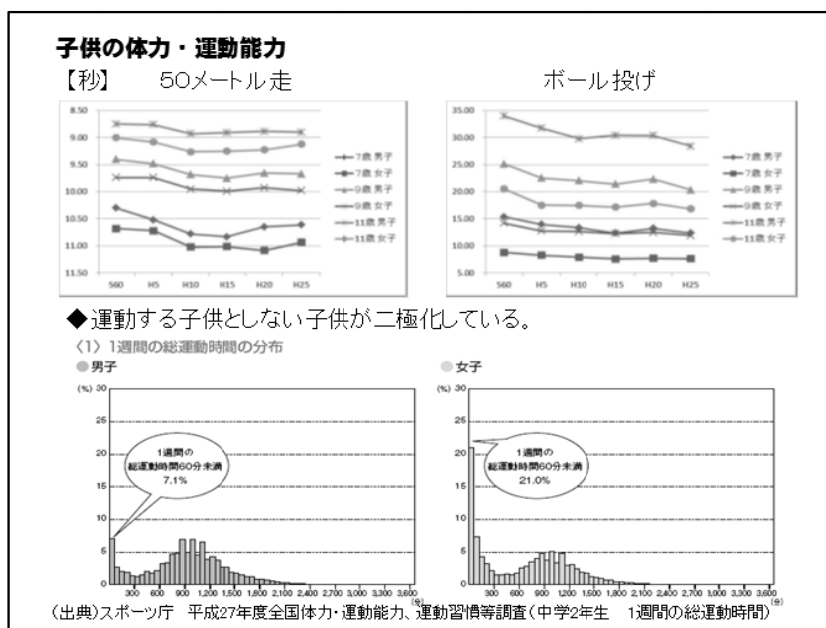 子供の体力・運動能力
【秒】 50メートル走 ボール投げ
8.50
9.00
9.50
10.00
10.50
11.00
11.50
S60 H5 H10 H15 H20 H25
7歳 男子
7歳 女子
9歳 男子
9歳 女子
11歳 男子
11歳 女子
35.00
30.00
25.00
20.00
15.00
10.00
5.00
S60 H5 H10 H15 H20 H25
7歳 男子
7歳 女子
9歳 男子
9歳 女子
11歳 男子
11歳 女子
◆運動する子供としない子供が二極化している。
〈1〉1週間の総運動時間の分布
男子
(%) 30
25
20
15
10
5
0
1週間の
総運動時間60分未満
7.1%
300 600 900 1,200 1,500 1,800 2,100 2,400 2,700 3,000 3,300 3,600
(分)
女子
(%) 30
25
20
15
10
5
0
1週間の
総運動時間60分未満
21.0%
300 600 900 1,200 1,500 1,800 2,100 2,400 2,700 3,000 3,300 3,600
(分)
(出典)スポーツ庁 平成27年度全国体力・運動能力、運動習慣等調査(中学2年生 1週間の総運動時間)